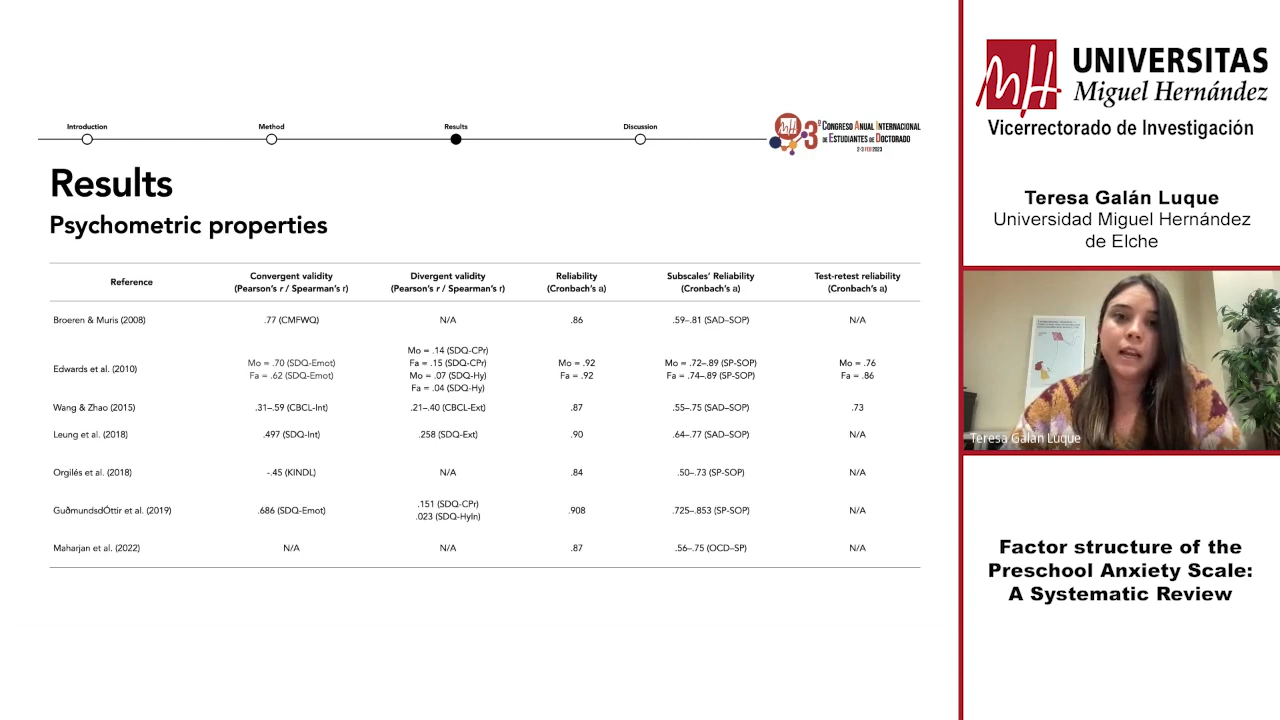 Introduction
Method
Results
Discussion
3º CONGRESO ANUAL INTERNACIONAL
DE ESTUDIANTES DE DOCTORADO
2-3 FEB 2023
Results
Psychometric properties
Reference
Convergent validity
(Pearson's r / Spearman's r)
Divergent validity
(Pearson's r / Spearman's r)
Reliability
(Cronbach's α)
Subscales' Reliability
(Cronbach's α)
Test-retest reliability
(Cronbach's α)
Broeren & Muris (2008) .77 (CMFWQ) N/A .86 .59–.81 (SAD–SOP) N/A
Edwards et al. (2010)
Mo = .70 (SDQ-Emot)
Fa = .62 (SDQ-Emot)
Mo = .14 (SDQ-CPr)
Fa = .15 (SDQ-CPr)
Mo = .07 (SDQ-Hy)
Fa = .04 (SDQ-Hy)
Mo = .92
Fa = .92
Mo = .72–.89 (SP-SOP)
Fa = .74–.89 (SP-SOP)
Mo = .76
Fa = .86
Wang & Zhao (2015) .31–.59 (CBCL-Int) .21–.40 (CBCL-Ext) .87 .55–.75 (SAD–SOP) .73
Leung et al. (2018) .497 (SDQ-Int) .258 (SDQ-Ext) .90 .64–.77 (SAD–SOP) N/A
Orgilés et al. (2018) -.45 (KINDL) N/A .84 .50–.73 (SP-SOP) N/A
GuðmundsdÓttir et al. (2019) .686 (SDQ-Emot)
.151 (SDQ-CPr)
.023 (SDQ-HyIn)
.908 .725–.853 (SP-SOP) N/A
Maharjan et al. (2022) N/A N/A .87 .56–.75 (OCD–SP) N/A
UNIVERSITAS
Miguel Hernández
Vicerrectorado de Investigación
Teresa Galán Luque
Universidad Miguel Hernández
de Elche
Teresa Galan Luque
Factor structure of the
Preschool Anxiety Scale:
A Systematic Review